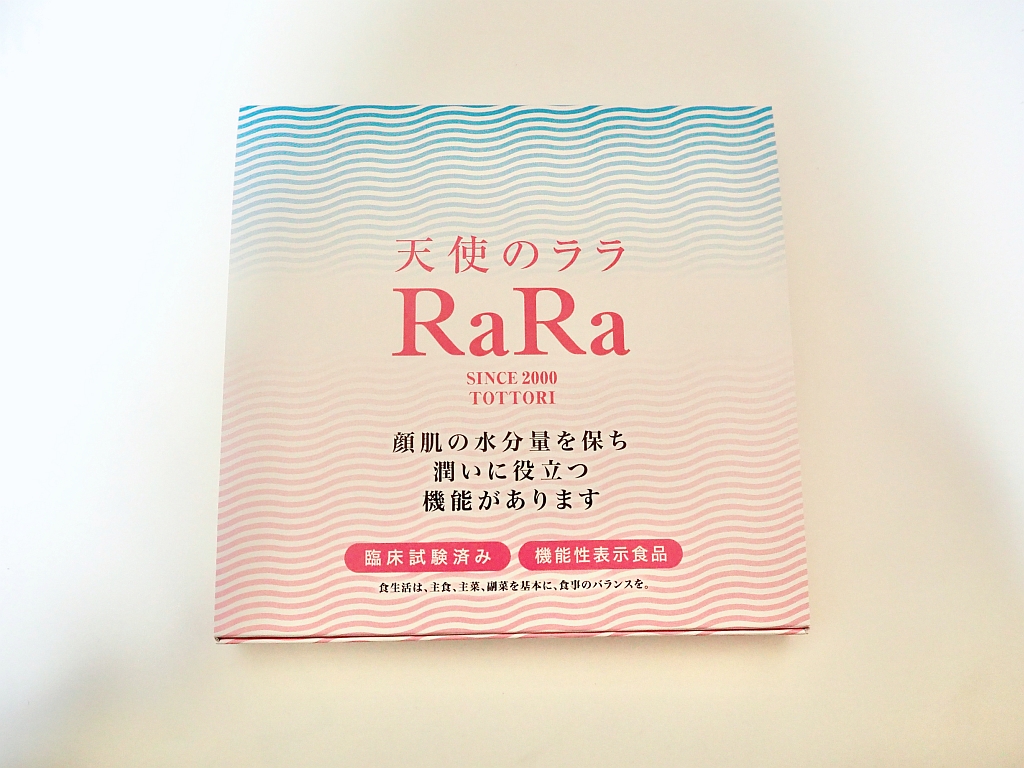 天使のララ
RaRa
SINCE 2000
TOTTORI
顔肌の水分量を保ち
潤いに役立つ
機能があります
臨床試験済み 機能性表示食品
食生活は、主食、主菜、副菜を基本に、食事のバランスを。